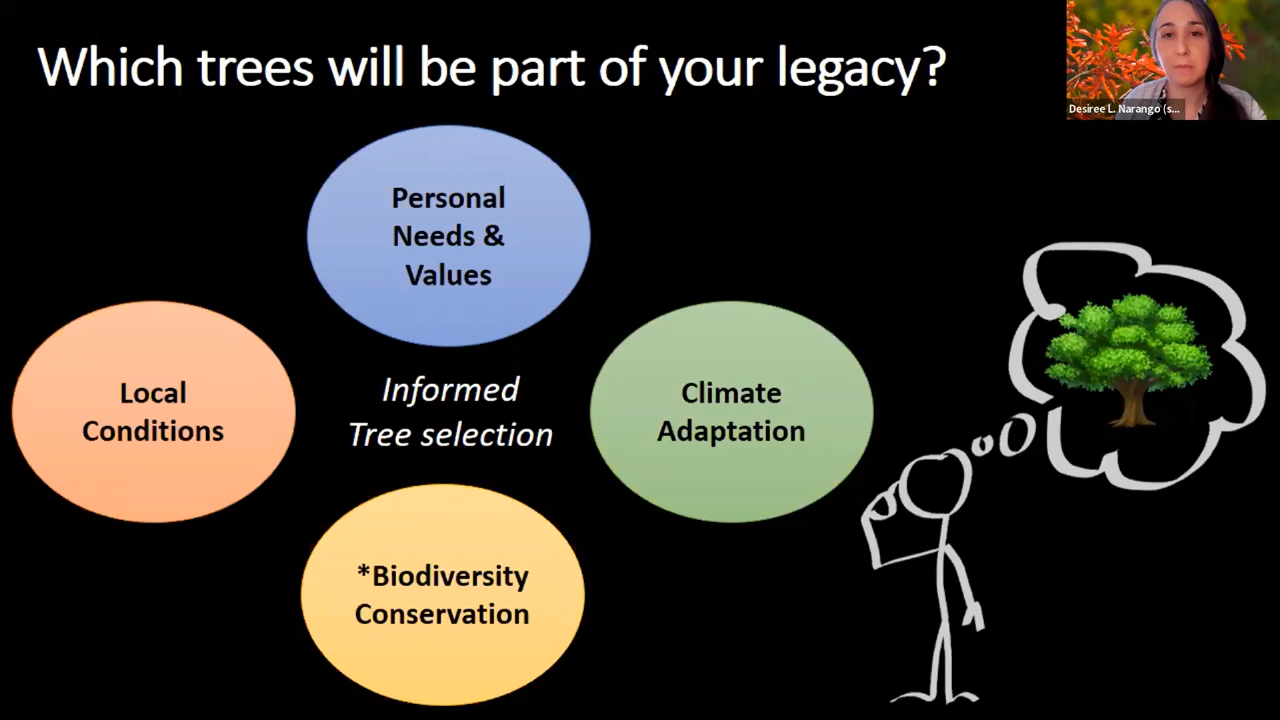 Which trees will be part of your legacy?
Desiree L. Narango (s...
Personal
Needs &
Values
Local
Conditions
Informed
Tree selection
Climate
Adaptation
*Biodiversity
Conservation